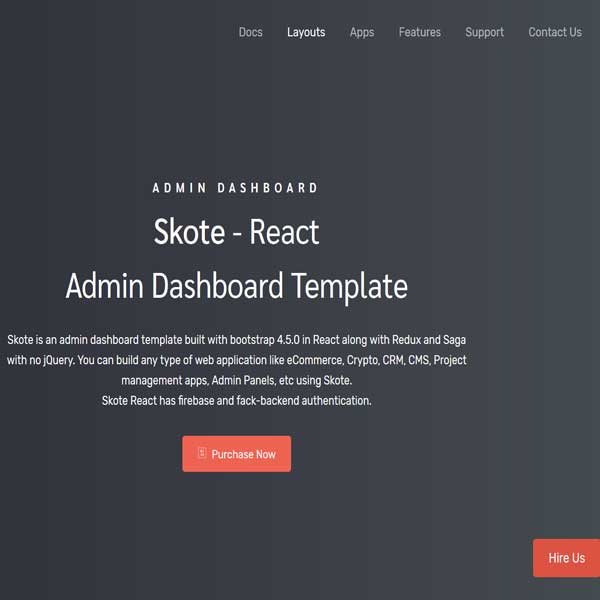 Docs Layouts Apps Features Support Contact Us
ADMIN DASHBOARD
Skote - React
Admin Dashboard Template
Skote is an admin dashboard template built with bootstrap 4.5.0 in React along with Redux and Saga
with no jQuery. You can build any type of web application like eCommerce, Crypto, CRM, CMS, Project
management apps, Admin Panels, etc using Skote.
Skote React has firebase and fack-backend authentication.
Purchase Now
Hire Us